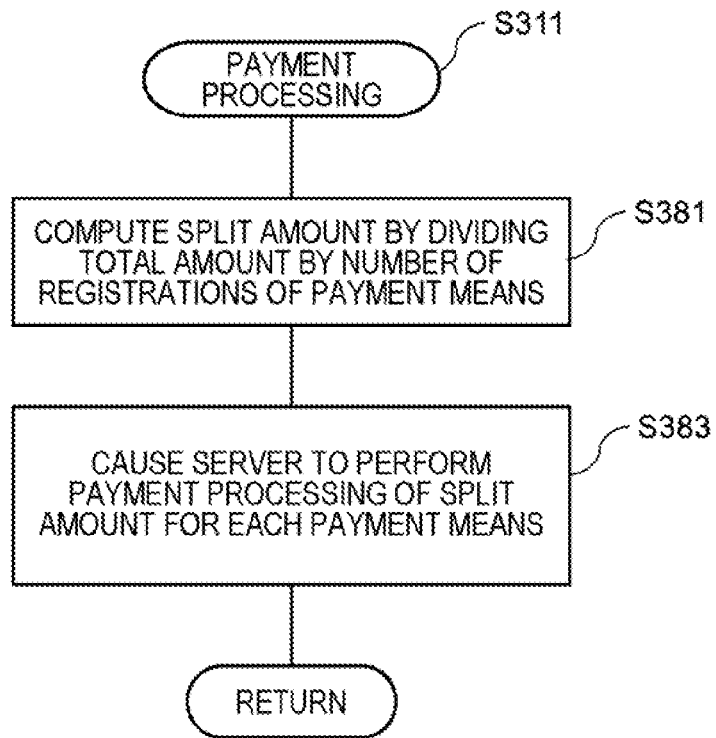 S311
PAYMENT
PROCESSING
S381
COMPUTE SPLIT AMOUNT BY DIVIDING
TOTAL AMOUNT BY NUMBER OF
REGISTRATIONS OF PAYMENT MEANS
S383
CAUSE SERVER TO PERFORM
PAYMENT PROCESSING OF SPLIT
AMOUNT FOR EACH PAYMENT MEANS
RETURN